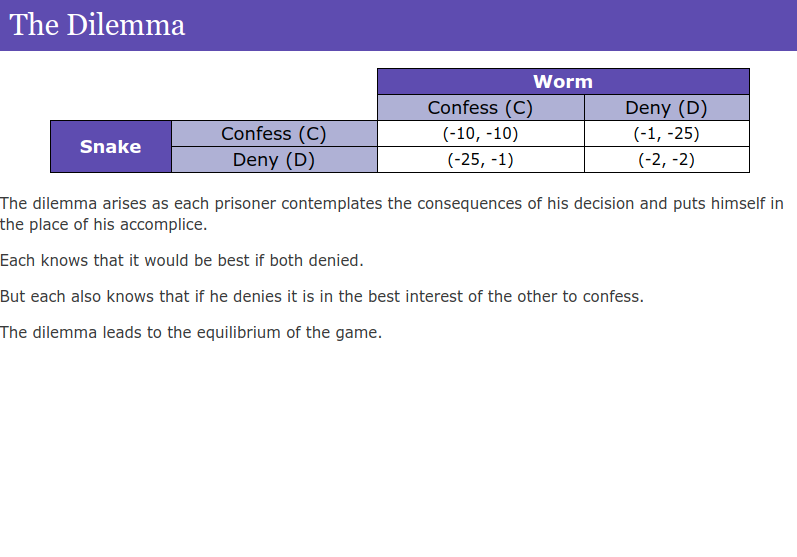 The Dilemma
Worm
Confess (C) Deny (D)
Snake Confess (C) (-10, -10) (-1, -25)
Deny (D) (-25, -1) (-2, -2)
The dilemma arises as each prisoner contemplates the consequences of his decision and puts himself in
the place of his accomplice.
Each knows that it would be best if both denied.
But each also knows that if he denies it is in the best interest of the other to confess.
The dilemma leads to the equilibrium of the game.